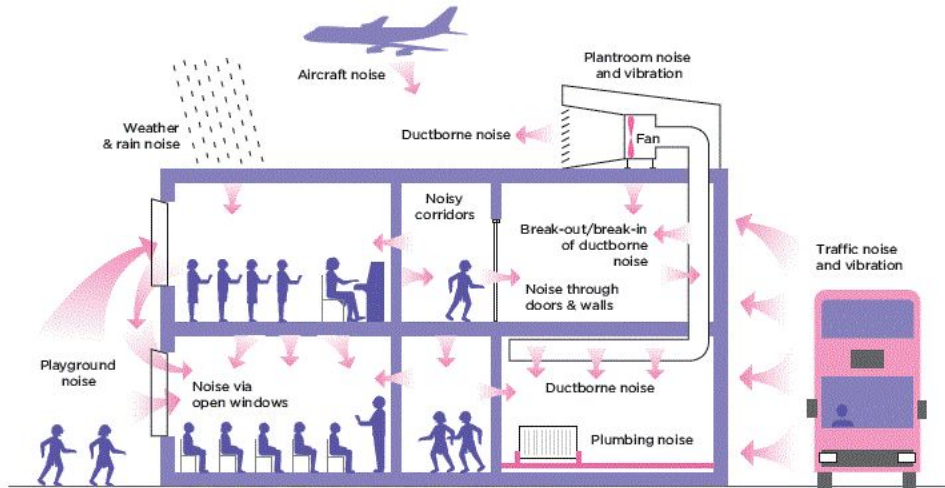 Aircraft noise
Plantroom noise
and vibration
Weather
& rain noise
Ductborne noise
Fan
Noisy
corridors
Break-out/break-in
of ductborne
noise
Noise through
doors & walls
Traffic noise
and vibration
Playground
noise
Noise via
open windows
Ductborne noise
Plumbing noise